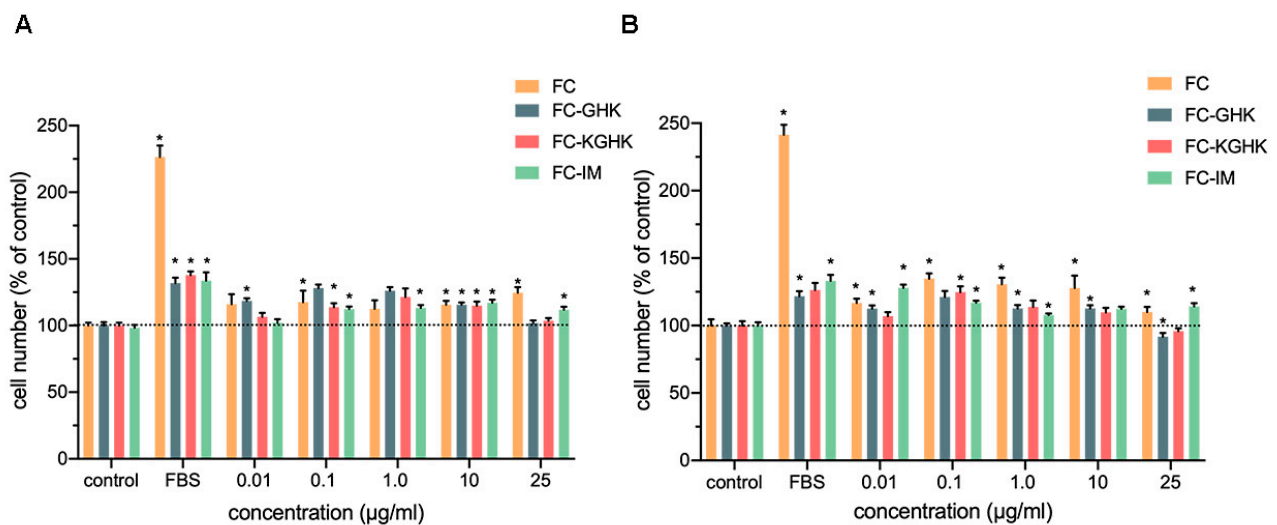 A
FC
FC-GHK
FC-KGHK
FC-IM
cell number (% of control)
250
200
150
100
50
0
* * * * * * * * * * * * * * * *
control FBS 0.01 0.1 1.0 10 25
concentration (µg/ml)
B
FC
FC-GHK
FC-KGHK
FC-IM
cell number (% of control)
250
200
150
100
50
0
* * * * * * * * * * * * * * * * * *
control FBS 0.01 0.1 1.0 10 25
concentration (µg/ml)